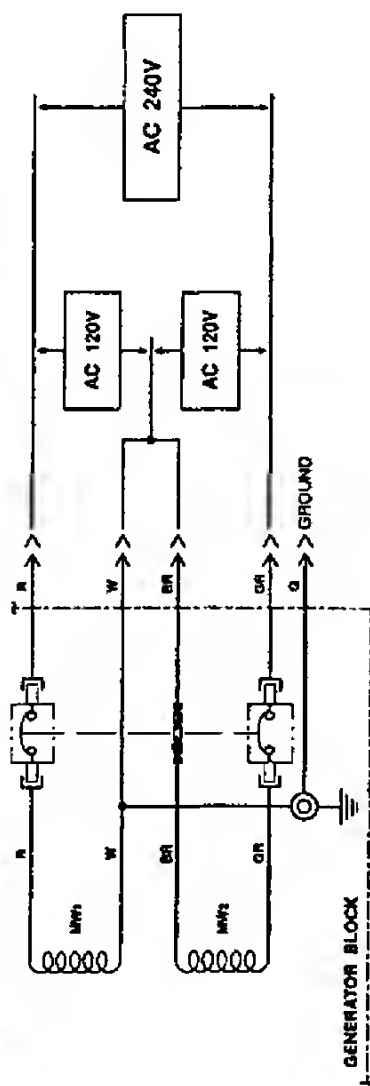 R
R
MW1
AC 120V
W
W
AC 240V
BR
BR
AC 120V
MW2
GR
GR
G
GROUND
GENERATOR BLOCK